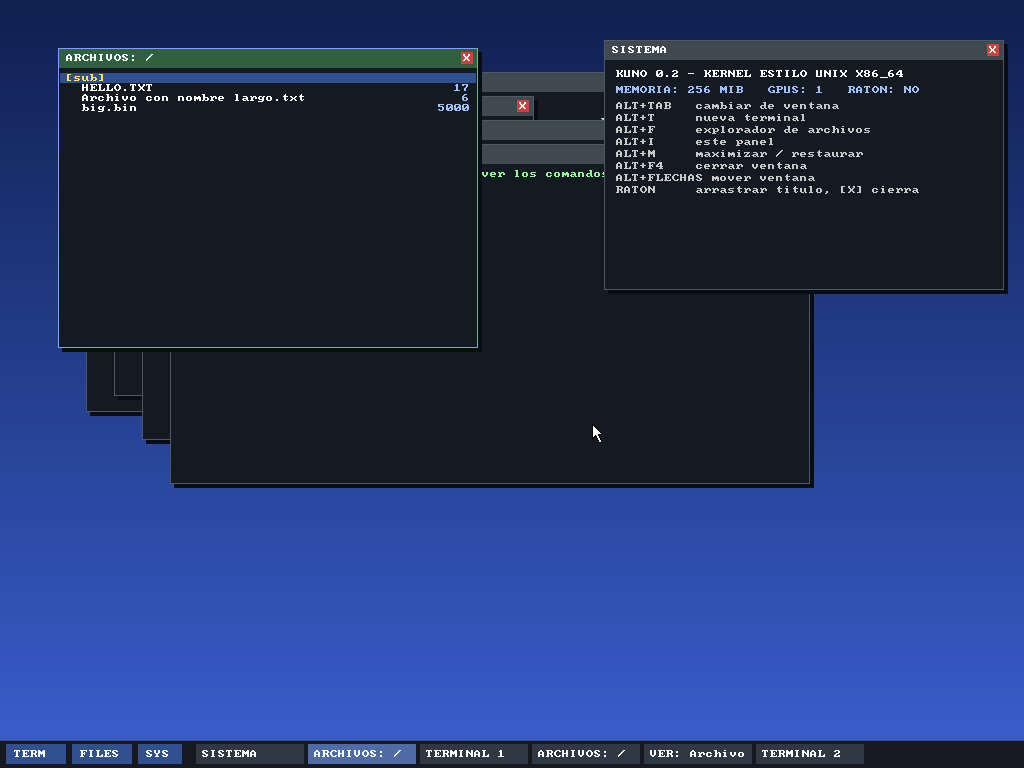 ARCHIVOS: /
X
[sub]
HELLO.TXT 17
Archivo con nombre largo.txt 6
big.bin 5000
X
ver los comandos
SISTEMA
X
KUNO 0.2 - KERNEL ESTILO UNIX X86_64
MEMORIA: 256 MIB GPUS: 1 RATON: NO
ALT+TAB cambiar de ventana
ALT+T nueva terminal
ALT+F explorador de archivos
ALT+I este panel
ALT+M maximizar / restaurar
ALT+F4 cerrar ventana
ALT+FLECHAS mover ventana
RATON arrastrar titulo, [X] cierra
TERM FILES SYS SISTEMA ARCHIVOS: / TERMINAL 1 ARCHIVOS: / VER: Archivo TERMINAL 2